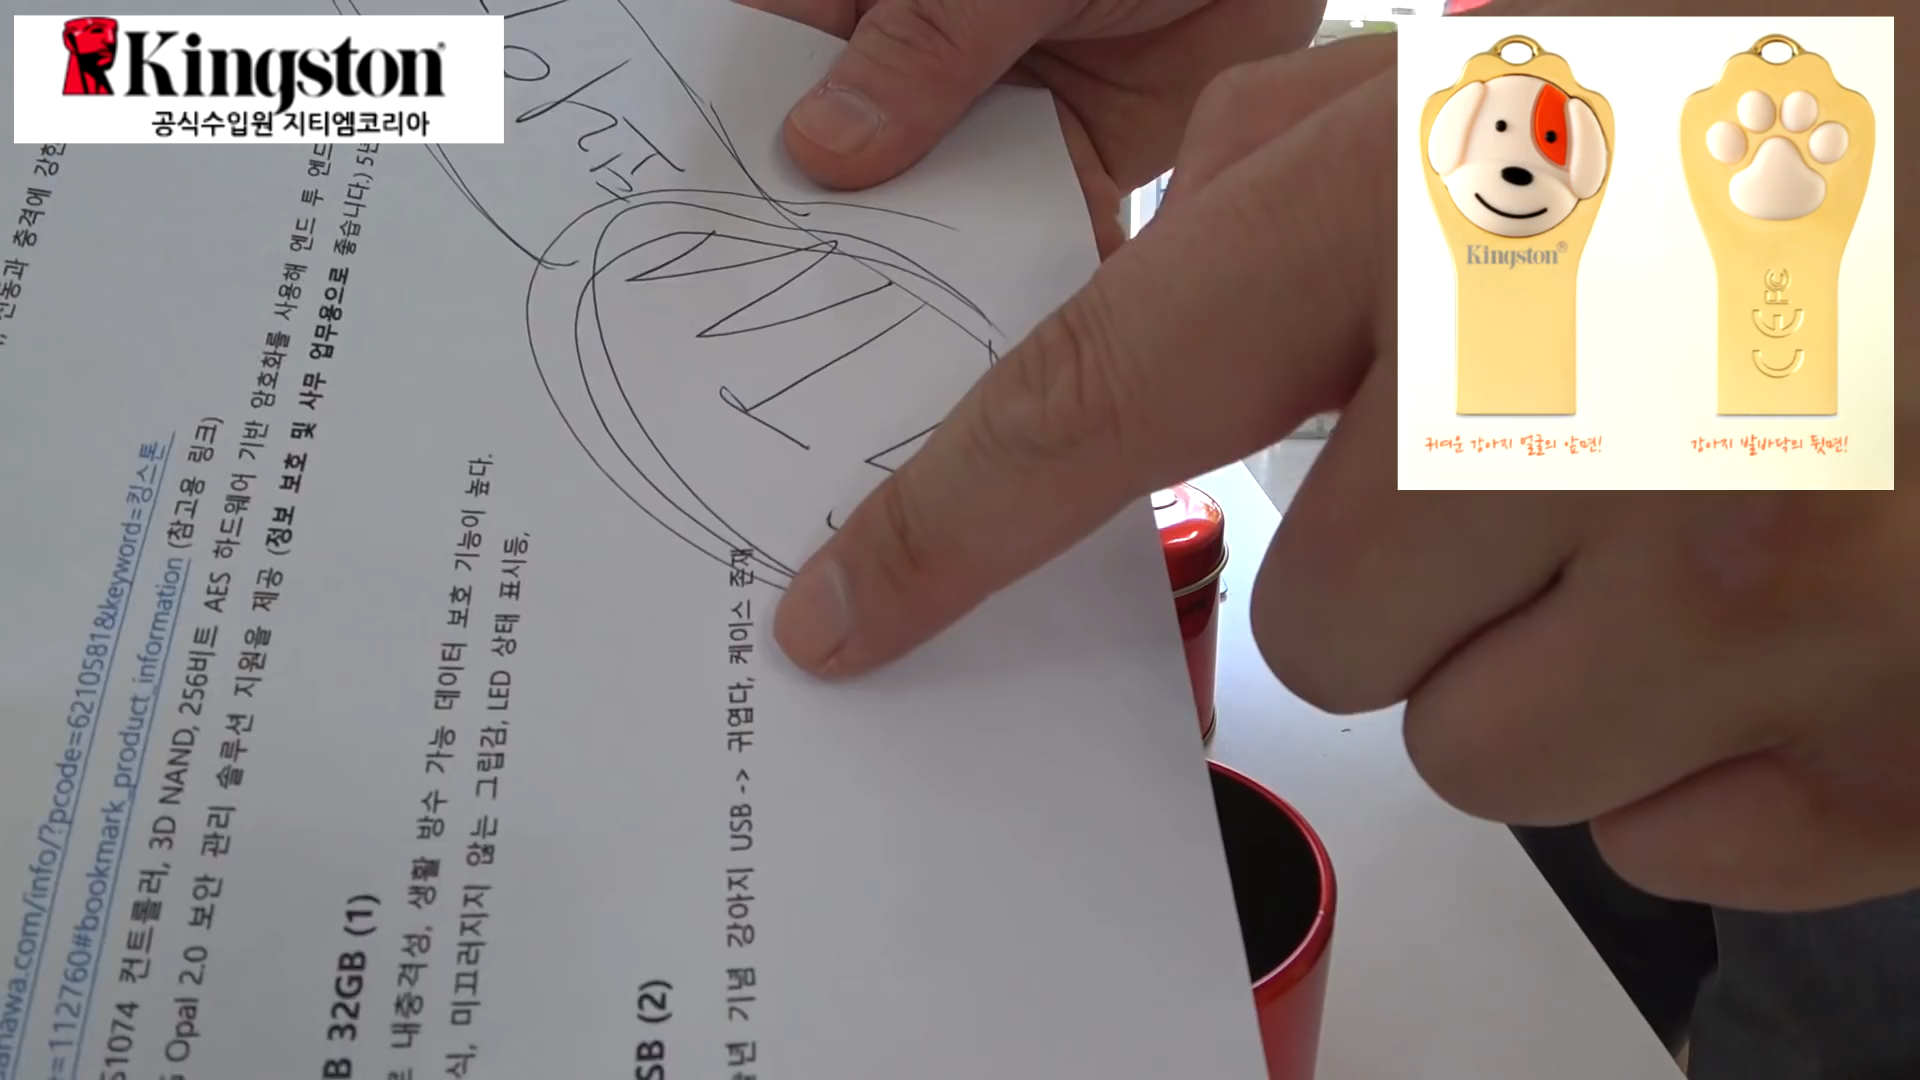 Kingston
공식수입원 지티엠코리아
Kingston®
귀여운 강아지 얼굴의 앞면!
강아지 발바닥의 뒷면!
CE FC
진동과 충격에 강한
anawa.com/info/?pcode=6210581&keyword=킹스톤
=112760#bookmark_product_information (참고용 링크)
S1074 컨트롤러, 3D NAND, 256비트 AES 하드웨어 기반 암호화를 사용해 엔드 투 엔드
Opal 2.0 보안 관리 솔루션 지원을 제공 (정보 보호 및 사무 업무용으로 좋습니다.) 5년
B 32GB (1)
내충격성, 생활 방수 가능 데이터 보호 기능이 높다.
식, 미끄러지지 않는 그립감, LED 상태 표시등,
SB (2)
년 기념 강아지 USB -> 귀엽다, 케이스 존재